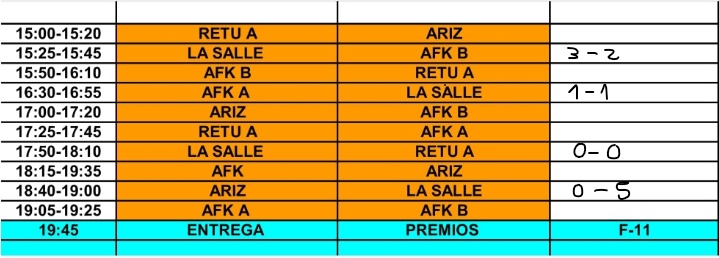 15:00-15:20 RETU A ARIZ
15:25-15:45 LA SALLE AFK B 3-2
15:50-16:10 AFK B RETU A
16:30-16:55 AFK A LA SALLE 1-1
17:00-17:20 ARIZ AFK B
17:25-17:45 RETU A AFK A
17:50-18:10 LA SALLE RETU A 0-0
18:15-19:35 AFK ARIZ
18:40-19:00 ARIZ LA SALLE 0-5
19:05-19:25 AFK A AFK B
19:45 ENTREGA PREMIOS F-11